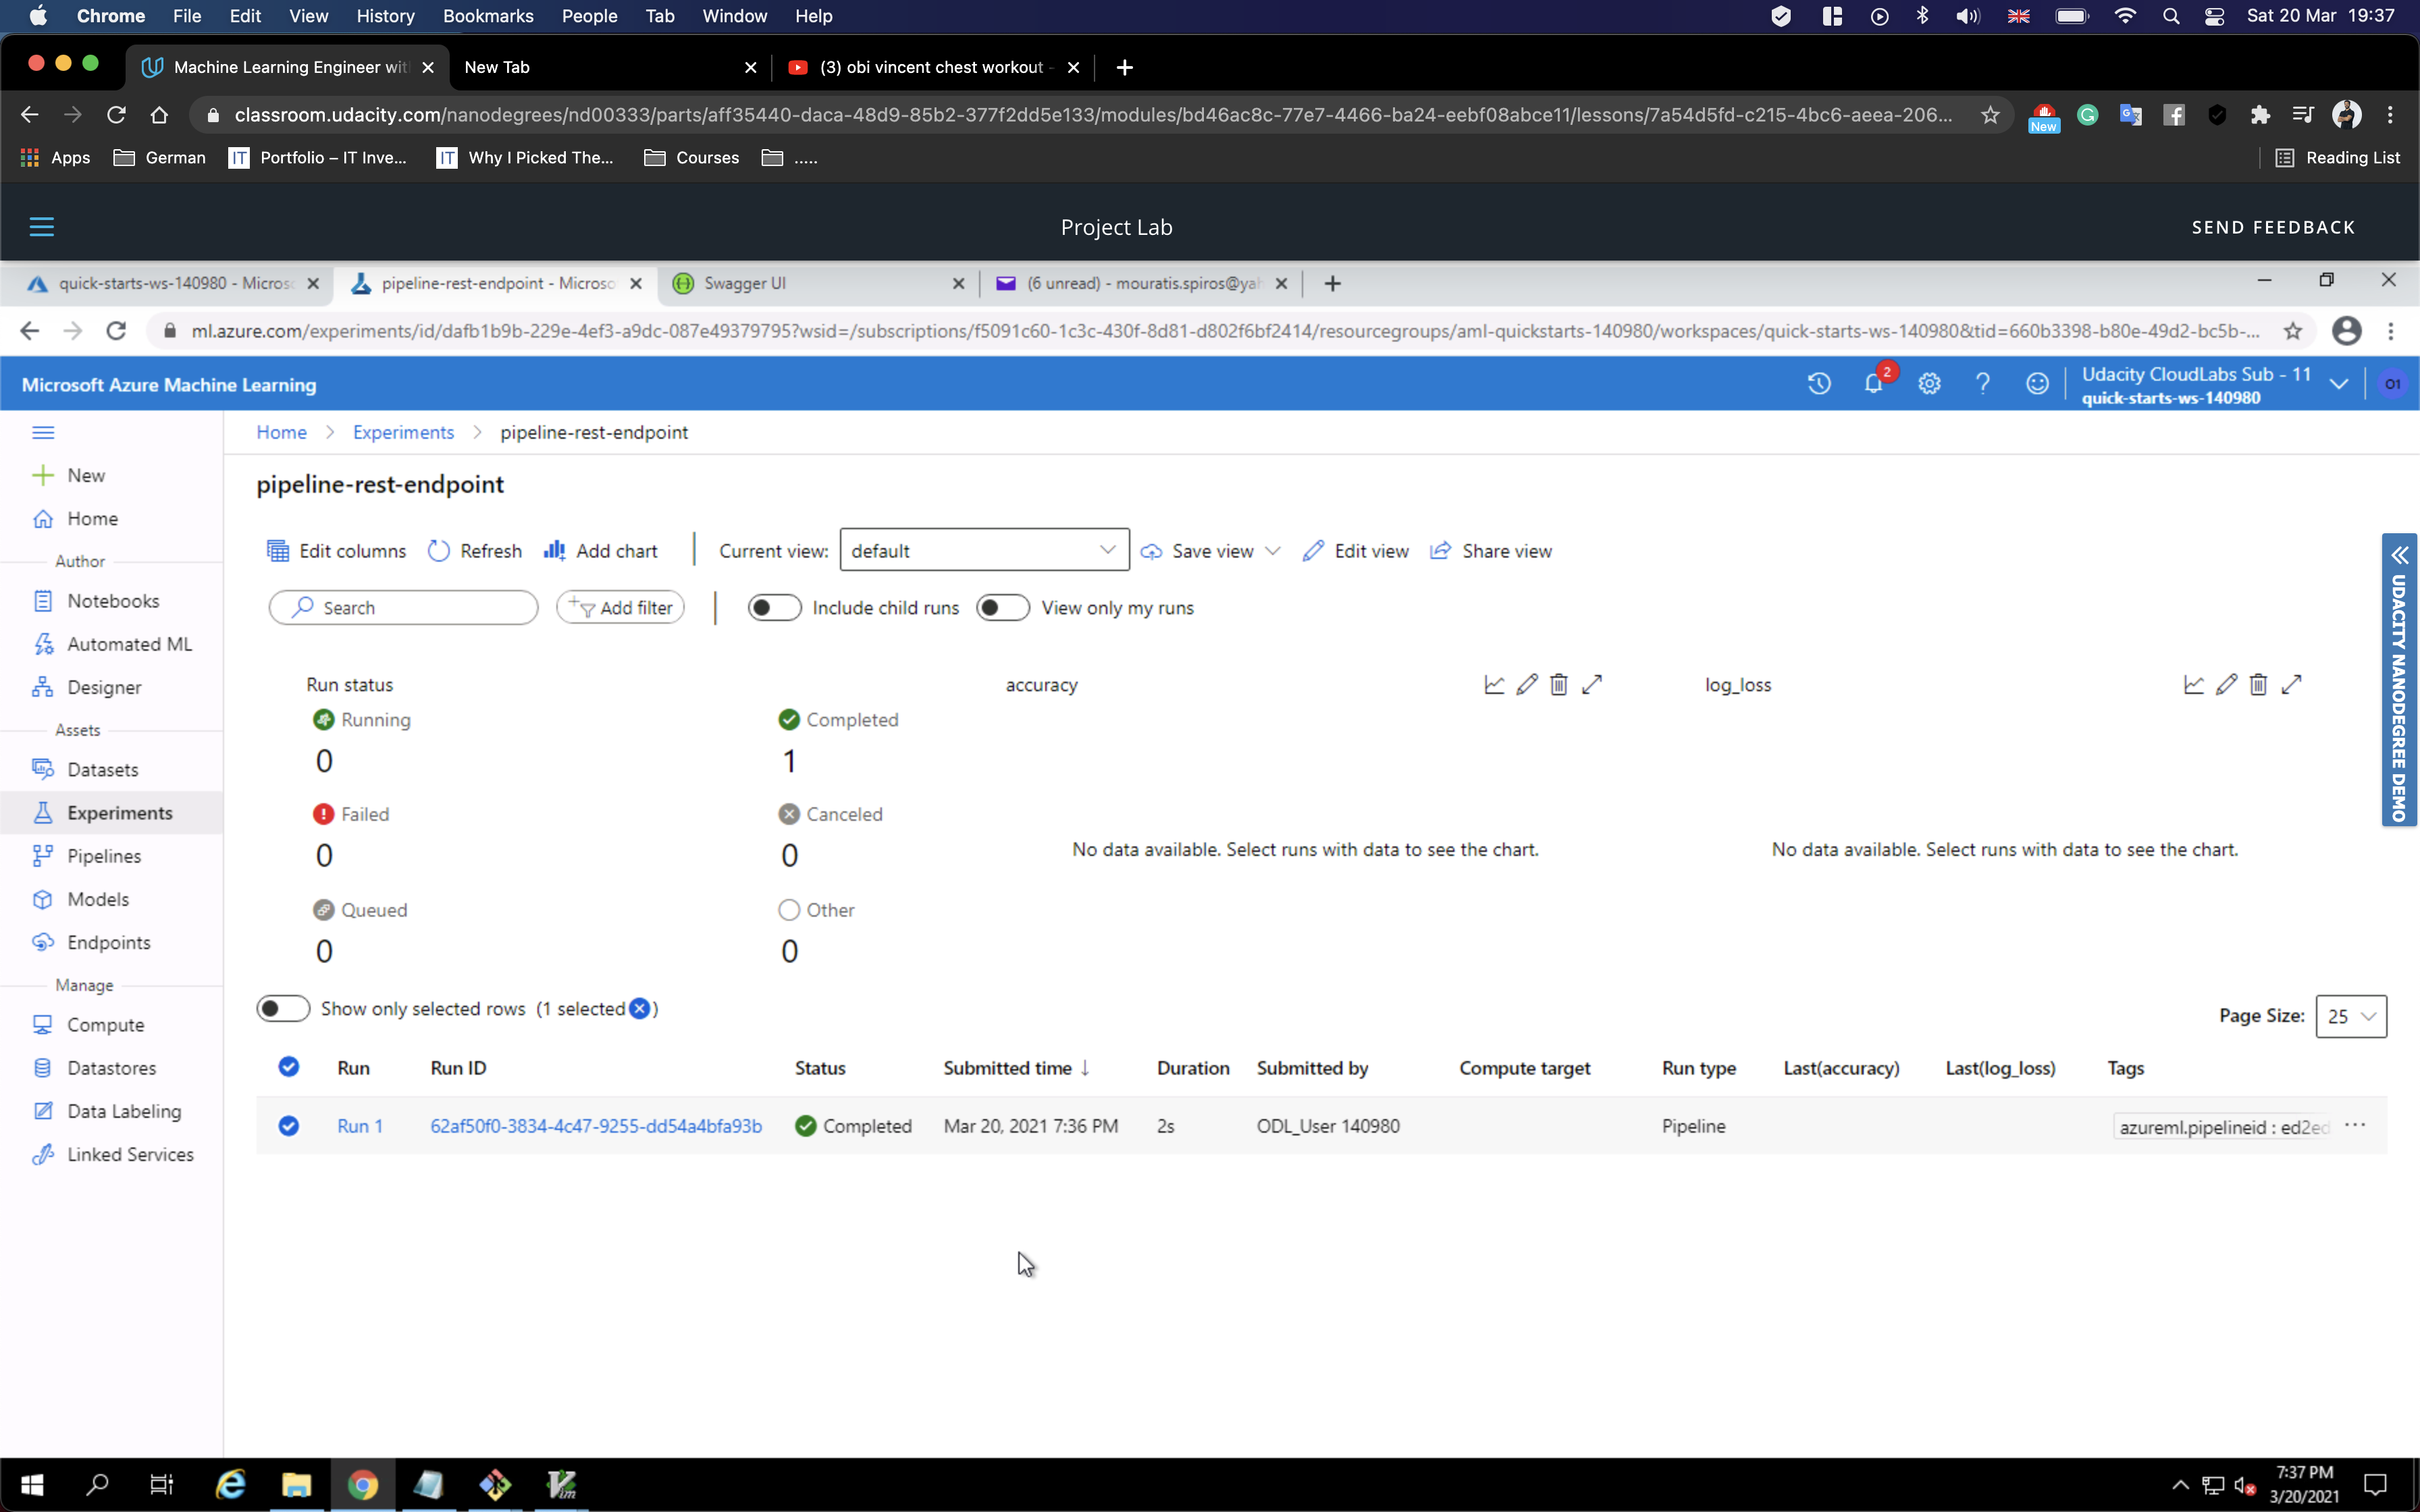 Chrome File Edit View History Bookmarks People Tab Window Help Sat 20 Mar 19:37
Machine Learning Engineer wit New Tab (3) obi vincent chest workout -
classroom.udacity.com/nanodegrees/nd00333/parts/aff35440-daca-48d9-85b2-377f2dd5e133/modules/bd46ac8c-77e7-4466-ba24-eebf08abce11/lessons/7a54d5fd-c215-4bc6-aeea-206... New
Apps German IT Portfolio – IT Inve... IT Why I Picked The... Courses ..... Reading List
Project Lab SEND FEEDBACK
quick-starts-ws-140980 - Micros pipeline-rest-endpoint - Microso Swagger UI (6 unread) - mouratis.spiros@yah
ml.azure.com/experiments/id/dafb1b9b-229e-4ef3-a9dc-087e49379795?wsid=/subscriptions/f5091c60-1c3c-430f-8d81-d802f6bf2414/resourcegroups/aml-quickstarts-140980/workspaces/quick-starts-ws-140980&tid=660b3398-b80e-49d2-bc5b-...
Microsoft Azure Machine Learning 2 ? Udacity CloudLabs Sub - 11 O1
quick-starts-ws-140980
Home > Experiments > pipeline-rest-endpoint
New
Home
Author
Notebooks
Automated ML
Designer
Assets
Datasets
Experiments
Pipelines
Models
Endpoints
Manage
Compute
Datastores
Data Labeling
Linked Services
pipeline-rest-endpoint
Edit columns Refresh Add chart Current view: default Save view Edit view Share view
Search Add filter Include child runs View only my runs
Run status accuracy log_loss
Running Completed
0 1
Failed Canceled
0 0
No data available. Select runs with data to see the chart. No data available. Select runs with data to see the chart.
Queued Other
0 0
UDACITY NANODEGREE DEMO
Show only selected rows (1 selected ) Page Size: 25
Run Run ID Status Submitted time ↓ Duration Submitted by Compute target Run type Last(accuracy) Last(log_loss) Tags
Run 1 62af50f0-3834-4c47-9255-dd54a4bfa93b Completed Mar 20, 2021 7:36 PM 2s ODL_User 140980 Pipeline azureml.pipelineid : ed2ed ...
7:37 PM
3/20/2021